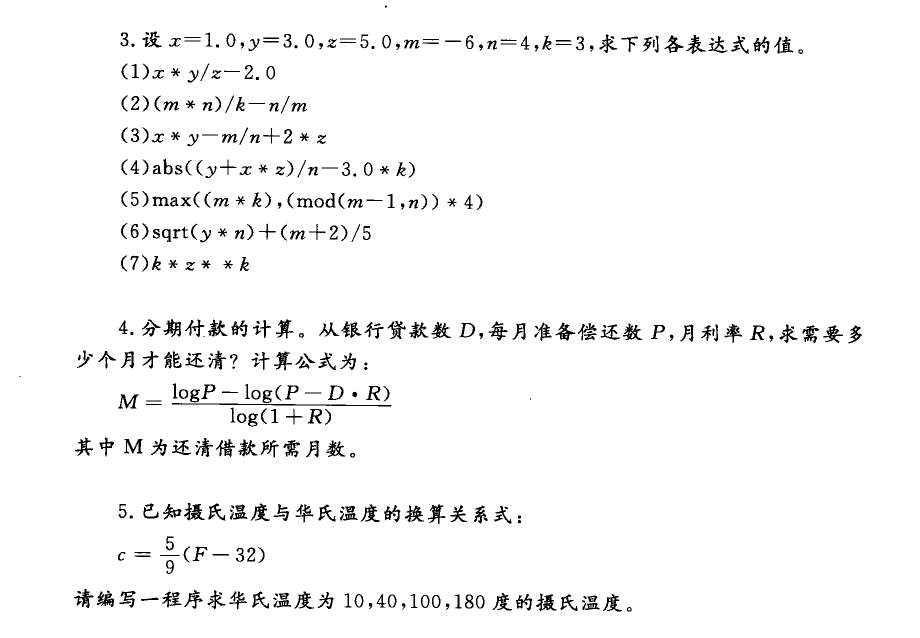 3.设 x=1.0,y=3.0,z=5.0,m=-6,n=4,k=3,求下列各表达式的值。
(1)x * y/z-2.0
(2)(m * n)/k-n/m
(3)x * y-m/n+2 * z
(4)abs((y+x * z)/n-3.0 * k)
(5)max((m * k),(mod(m-1,n)) * 4)
(6)sqrt(y * n)+(m+2)/5
(7)k * z * * k
4.分期付款的计算。从银行贷款数 D,每月准备偿还数 P,月利率 R,求需要多
少个月才能还清? 计算公式为:
M = \frac{logP - log(P - D · R)}{log(1 + R)}
其中 M 为还清借款所需月数。
5.已知摄氏温度与华氏温度的换算关系式:
c = \frac{5}{9}(F - 32)
请编写一程序求华氏温度为 10,40,100,180 度的摄氏温度。